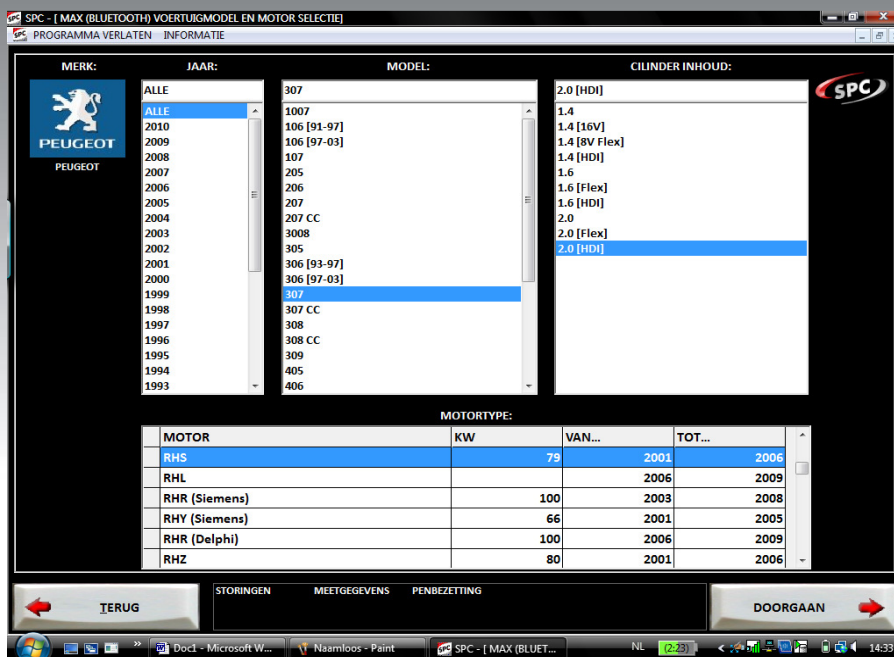 SPC - [ MAX (BLUETOOTH) VOERTUIGMODEL EN MOTOR SELECTIE]
PROGRAMMA VERLATEN INFORMATIE
MERK: JAAR: MODEL: CILINDER INHOUD:
ALLE 307 2.0 [HDI]
SPC
PEUGEOT
PEUGEOT
ALLE
2010
2009
2008
2007
2006
2005
2004
2003
2002
2001
2000
1999
1998
1997
1996
1995
1994
1993
1007
106 [91-97]
106 [97-03]
107
205
206
207
207 CC
3008
305
306 [93-97]
306 [97-03]
307
307 CC
308
308 CC
309
405
406
1.4
1.4 [16V]
1.4 [8V Flex]
1.4 [HDI]
1.6
1.6 [Flex]
1.6 [HDI]
2.0
2.0 [Flex]
2.0 [HDI]
MOTORTYPE:
MOTOR KW VAN... TOT...
RHS 79 2001 2006
RHL 2006 2009
RHR (Siemens) 100 2003 2008
RHY (Siemens) 66 2001 2005
RHR (Delphi) 100 2006 2009
RHZ 80 2001 2006
TERUG STORINGEN MEETGEGEVENS PENBEZETTING DOORGAAN
Doc1 - Microsoft W... Naamloos - Paint SPC - [ MAX (BLUET... NL (2:23) 14:33